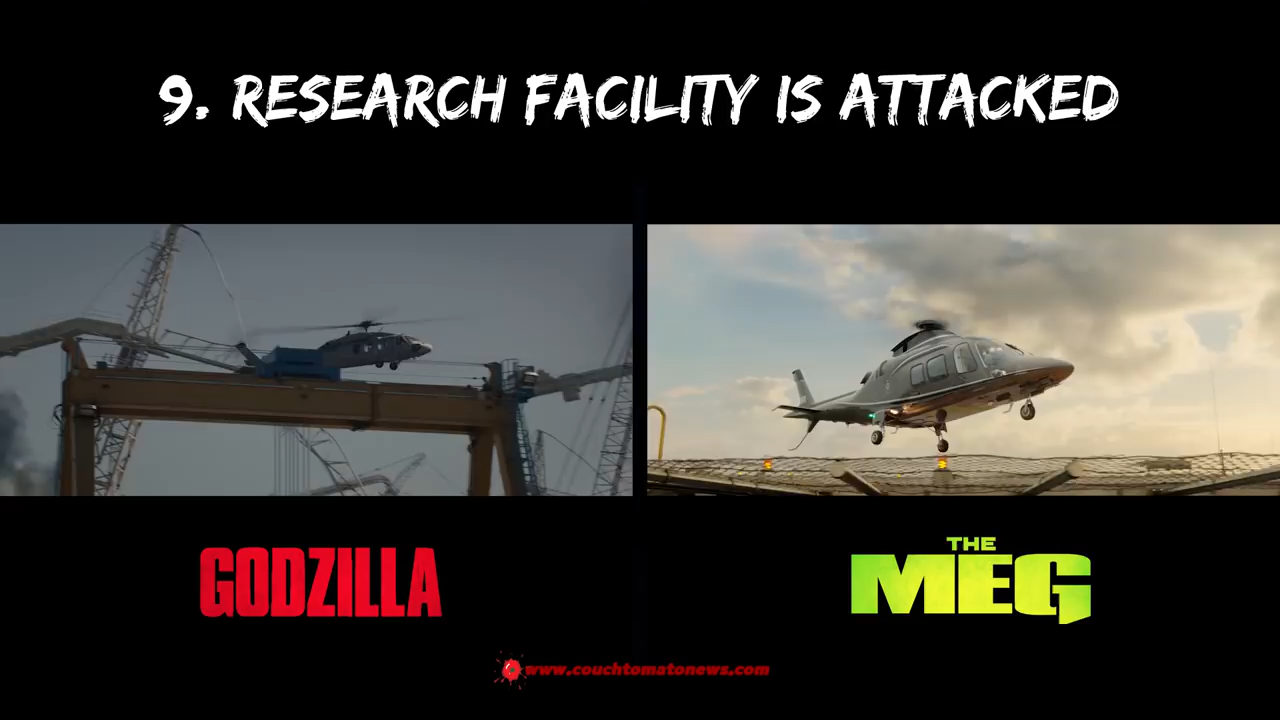 9. RESEARCH FACILITY IS ATTACKED
GODZILLA
THE
MEG
www.couchtomatonews.com